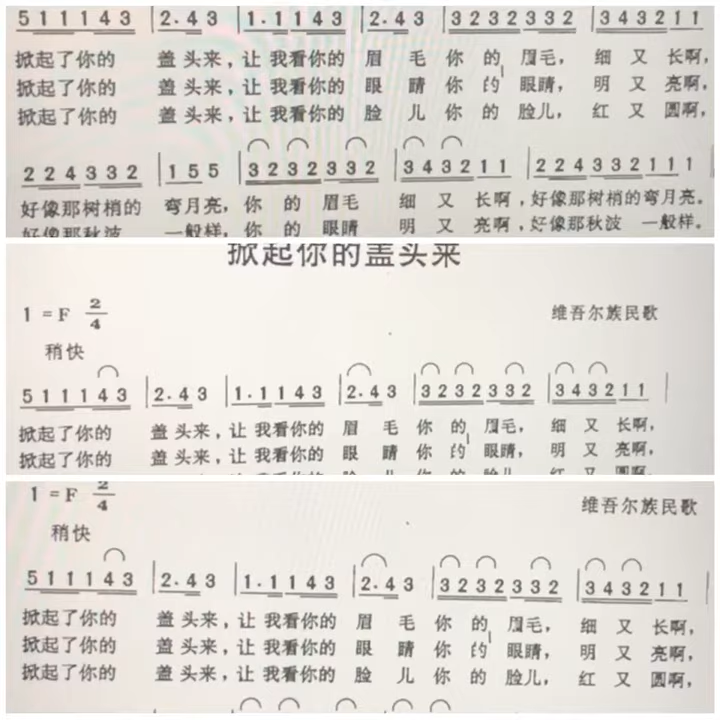 5 1 1 1 4 3 | 2·4 3 | 1·1 1 4 3 | 2·4 3 | 3 2 3 2 3 3 2 | 3 4 3 2 1 1
掀起了你的 盖头来，让我看你的 眉毛你的眉毛，细又长啊，
掀起了你的 盖头来，让我看你的 眼睛你的眼睛，明又亮啊，
掀起了你的 盖头来，让我看你的 脸儿你的脸儿，红又圆啊，
2 2 4 3 3 2 | 1 5 5 | 3 2 3 2 3 3 2 | 3 4 3 2 1 1 | 2 2 4 3 3 2 1 1 1
好像那树梢的 弯月亮，你的眉毛 细又长啊，好像那树梢的弯月亮。
好像那秋波 一般样，你的眼睛 明又亮啊，好像那秋波 一般样。
掀起你的盖头来
1=F 2/4 维吾尔族民歌
稍快
5 1 1 1 4 3 | 2·4 3 | 1·1 1 4 3 | 2·4 3 | 3 2 3 2 3 3 2 | 3 4 3 2 1 1 |
掀起了你的 盖头来，让我看你的 眉毛你的眉毛，细又长啊，
掀起了你的 盖头来，让我看你的 眼睛你的眼睛，明又亮啊，
1=F 2/4 维吾尔族民歌
稍快
5 1 1 1 4 3 | 2·4 3 | 1·1 1 4 3 | 2·4 3 | 3 2 3 2 3 3 2 | 3 4 3 2 1 1 |
掀起了你的 盖头来，让我看你的 眉毛你的眉毛，细又长啊，
掀起了你的 盖头来，让我看你的 眼睛你的眼睛，明又亮啊，
掀起了你的 盖头来，让我看你的 脸儿你的脸儿，红又圆啊，